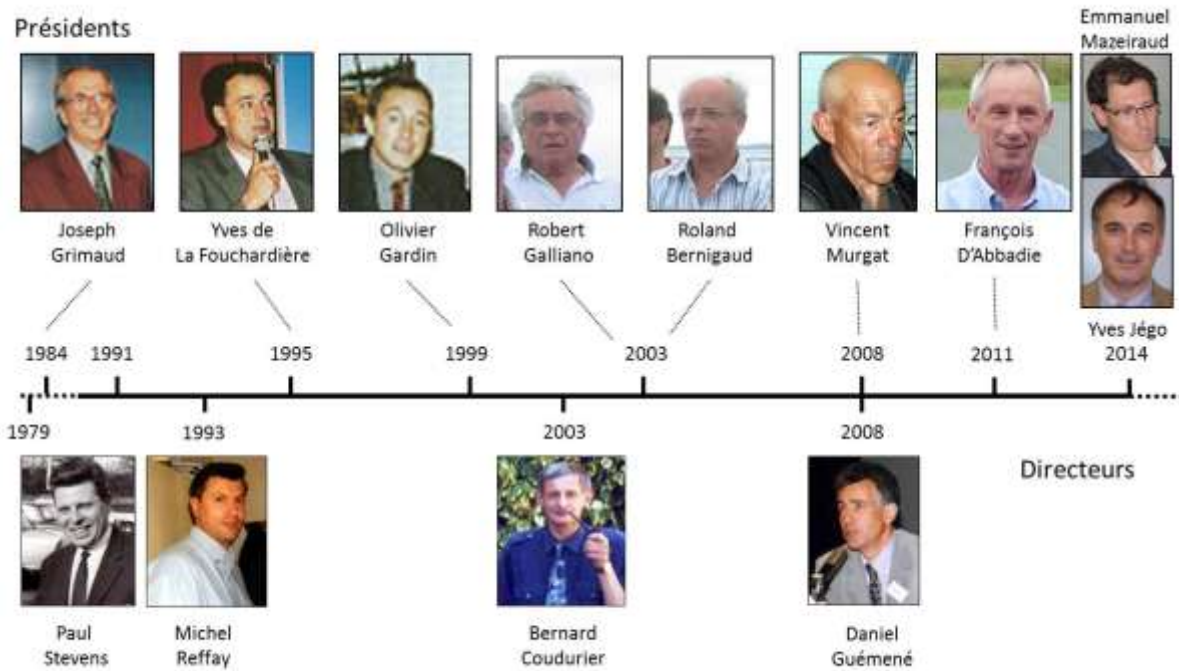 Présidents
Emmanuel
Mazeiraud
Joseph
Grimaud
Yves de
La Fouchardière
Olivier
Gardin
Robert
Galliano
Roland
Bernigaud
Vincent
Murgat
François
D'Abbadie
Yves Jégo
1984 1991 1995 1999 2003 2008 2011 2014
1979 1993 2003 2008
Directeurs
Paul
Stevens
Michel
Reffay
Bernard
Coudurier
Daniel
Guémené